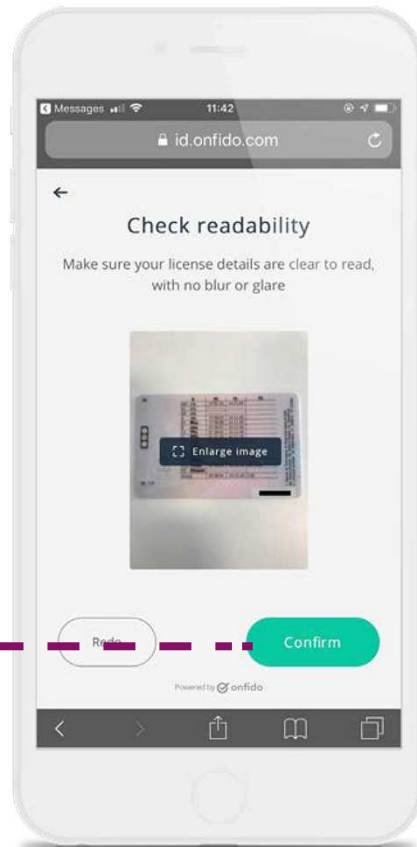 Messages 11:42
id.onfido.com
Check readability
Make sure your license details are clear to read,
with no blur or glare
Enlarge image
Redo Confirm
Powered by onfido